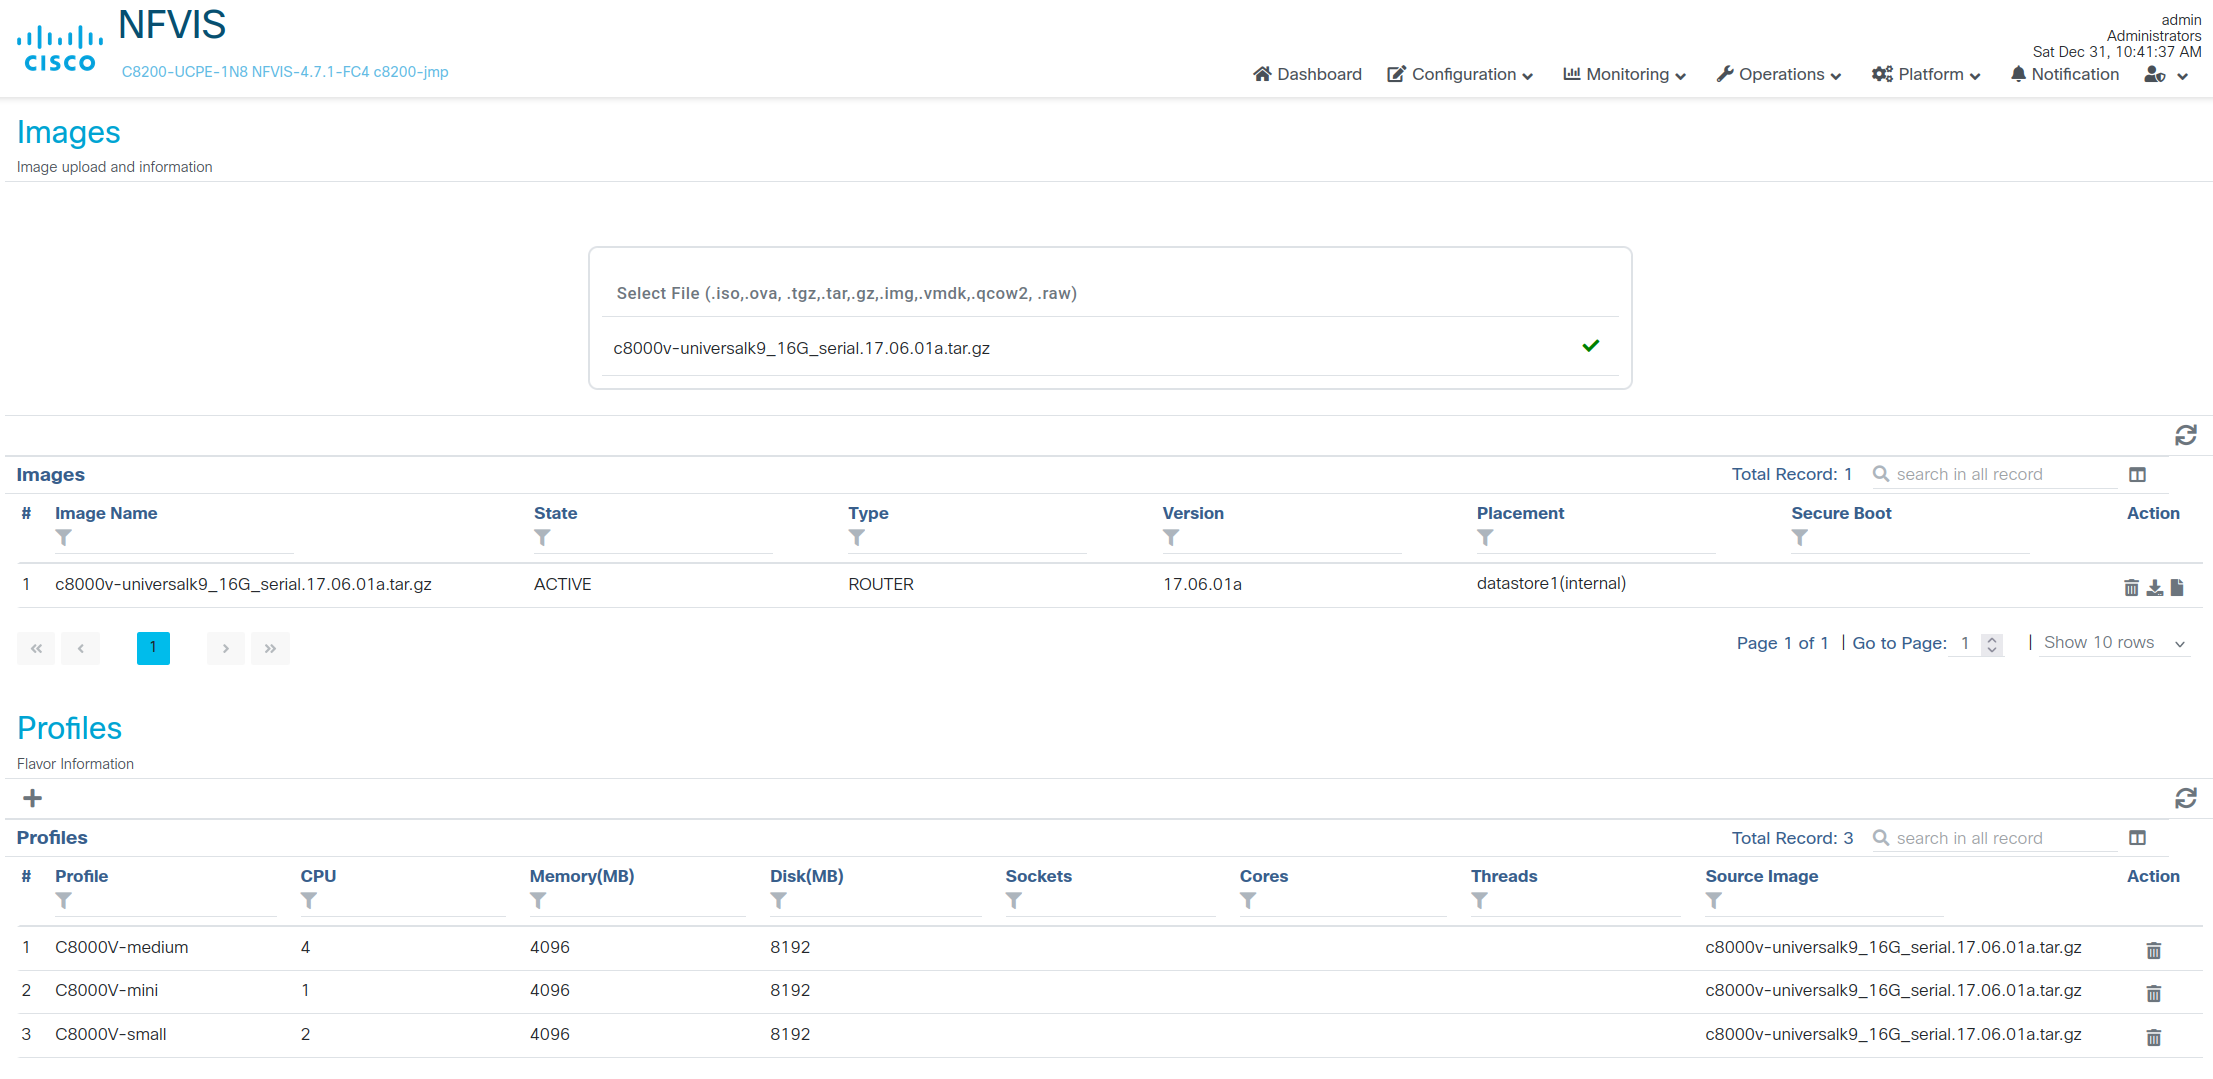 CISCO
NFVIS
C8200-UCPE-1N8 NFVIS-4.7.1-FC4 c8200-jmp
admin
Administrators
Sat Dec 31, 10:41:37 AM
Dashboard Configuration Monitoring Operations Platform Notification
Images
Image upload and information
Select File (.iso,.ova, .tgz,.tar,.gz,.img,.vmdk,.qcow2, .raw)
c8000v-universalk9_16G_serial.17.06.01a.tar.gz
Images Total Record: 1 search in all record
# Image Name State Type Version Placement Secure Boot Action
1 c8000v-universalk9_16G_serial.17.06.01a.tar.gz ACTIVE ROUTER 17.06.01a datastore1(internal)
« ‹ 1 › » Page 1 of 1 | Go to Page: 1 | Show 10 rows
Profiles
Flavor Information
Profiles Total Record: 3 search in all record
# Profile CPU Memory(MB) Disk(MB) Sockets Cores Threads Source Image Action
1 C8000V-medium 4 4096 8192 c8000v-universalk9_16G_serial.17.06.01a.tar.gz
2 C8000V-mini 1 4096 8192 c8000v-universalk9_16G_serial.17.06.01a.tar.gz
3 C8000V-small 2 4096 8192 c8000v-universalk9_16G_serial.17.06.01a.tar.gz